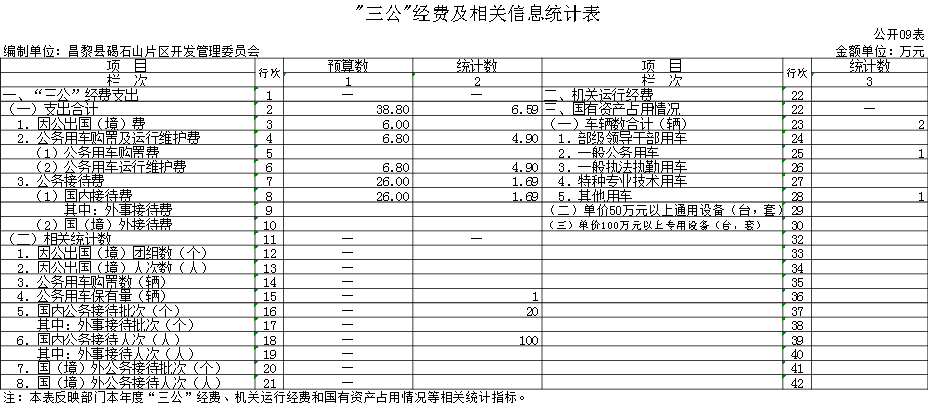 "三公"经费及相关信息统计表
公开09表
编制单位：昌黎县碣石山片区开发管理委员会 金额单位：万元
项 目 行次 预算数 统计数 项 目 行次 统计数
栏 次 1 2 栏 次 3
一、“三公”经费支出 1 — — 二、机关运行经费 22
（一）支出合计 2 38.80 6.59 三、国有资产占用情况 22 —
1．因公出国（境）费 3 6.00 （一）车辆数合计（辆） 23 2
2．公务用车购置及运行维护费 4 6.80 4.90 1．部级领导干部用车 24
（1）公务用车购置费 5 2．一般公务用车 25 1
（2）公务用车运行维护费 6 6.80 4.90 3．一般执法执勤用车 26
3．公务接待费 7 26.00 1.69 4．特种专业技术用车 27
（1）国内接待费 8 26.00 1.69 5．其他用车 28 1
其中：外事接待费 9 （二）单价50万元以上通用设备（台，套） 29
（2）国（境）外接待费 10 （三）单价100万元以上专用设备（台，套） 30
（二）相关统计数 11 — — 32
1．因公出国（境）团组数（个） 12 — 33
2．因公出国（境）人次数（人） 13 — 34
3．公务用车购置数（辆） 14 — 35
4．公务用车保有量（辆） 15 — 1 36
5．国内公务接待批次（个） 16 — 20 37
其中：外事接待批次（个） 17 — 38
6．国内公务接待人次（人） 18 — 100 39
其中：外事接待人次（人） 19 — 40
7．国（境）外公务接待批次（个） 20 — 41
8．国（境）外公务接待人次（人） 21 — 42
注：本表反映部门本年度“三公”经费、机关运行经费和国有资产占用情况等相关统计指标。